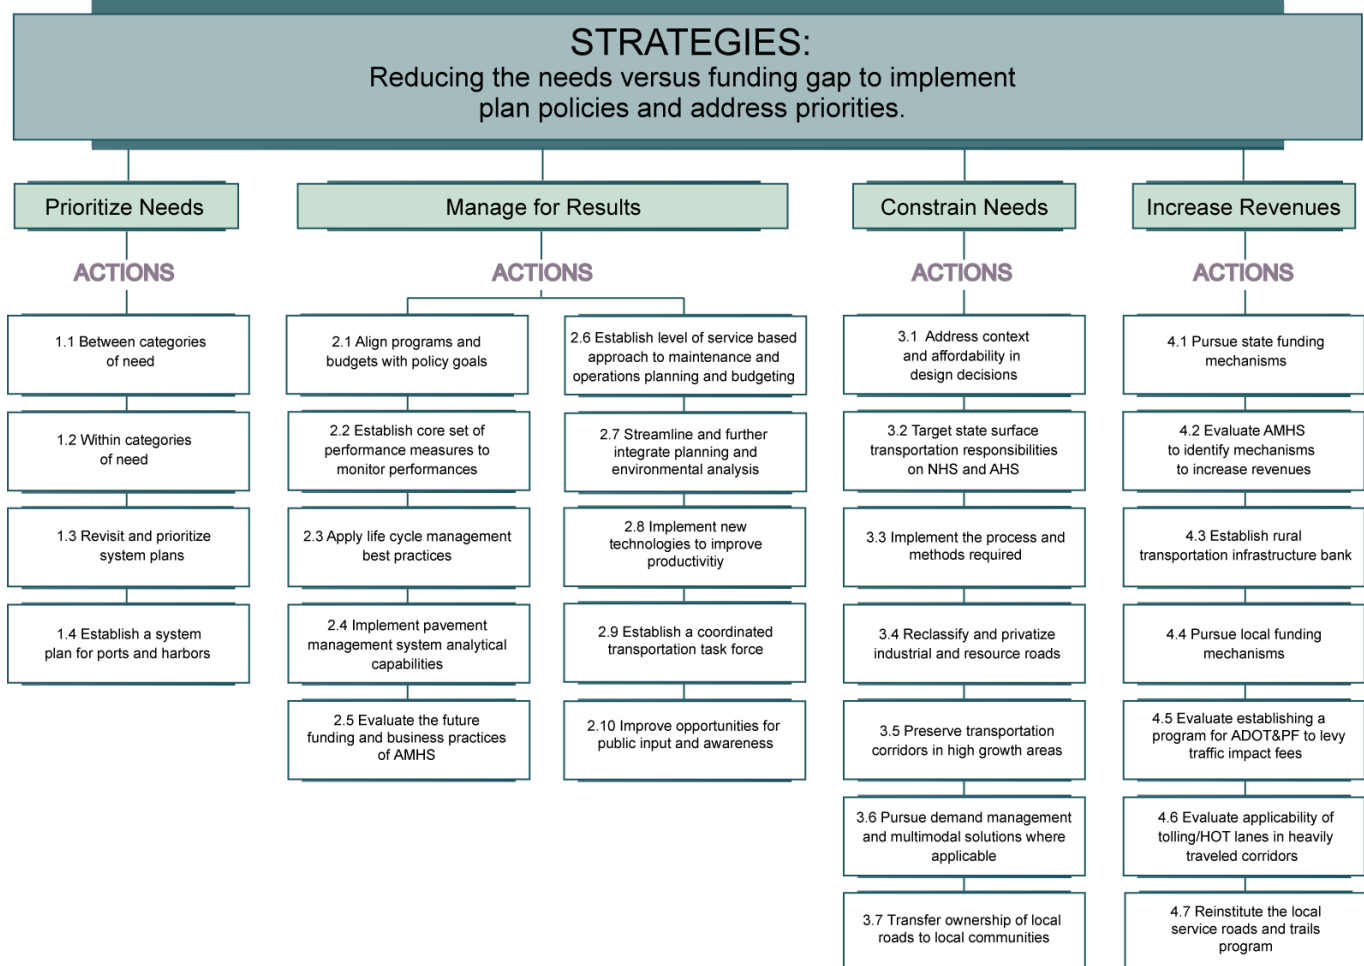 STRATEGIES:
Reducing the needs versus funding gap to implement
plan policies and address priorities.
Prioritize Needs
ACTIONS
1.1 Between categories
of need
1.2 Within categories
of need
1.3 Revisit and prioritize
system plans
1.4 Establish a system
plan for ports and harbors
Manage for Results
ACTIONS
2.1 Align programs and
budgets with policy goals
2.2 Establish core set of
performance measures to
monitor performances
2.3 Apply life cycle management
best practices
2.4 Implement pavement
management system analytical
capabilities
2.5 Evaluate the future
funding and business practices
of AMHS
2.6 Establish level of service based
approach to maintenance and
operations planning and budgeting
2.7 Streamline and further
integrate planning and
environmental analysis
2.8 Implement new
technologies to improve
productivitiy
2.9 Establish a coordinated
transportation task force
2.10 Improve opportunities for
public input and awareness
Constrain Needs
ACTIONS
3.1 Address context
and affordability in
design decisions
3.2 Target state surface
transportation responsibilities
on NHS and AHS
3.3 Implement the process and
methods required
3.4 Reclassify and privatize
industrial and resource roads
3.5 Preserve transportation
corridors in high growth areas
3.6 Pursue demand management
and multimodal solutions where
applicable
3.7 Transfer ownership of local
roads to local communities
Increase Revenues
ACTIONS
4.1 Pursue state funding
mechanisms
4.2 Evaluate AMHS
to identify mechanisms
to increase revenues
4.3 Establish rural
transportation infrastructure bank
4.4 Pursue local funding
mechanisms
4.5 Evaluate establishing a
program for ADOT&PF to levy
traffic impact fees
4.6 Evaluate applicability of
tolling/HOT lanes in heavily
traveled corridors
4.7 Reinstitute the local
service roads and trails
program